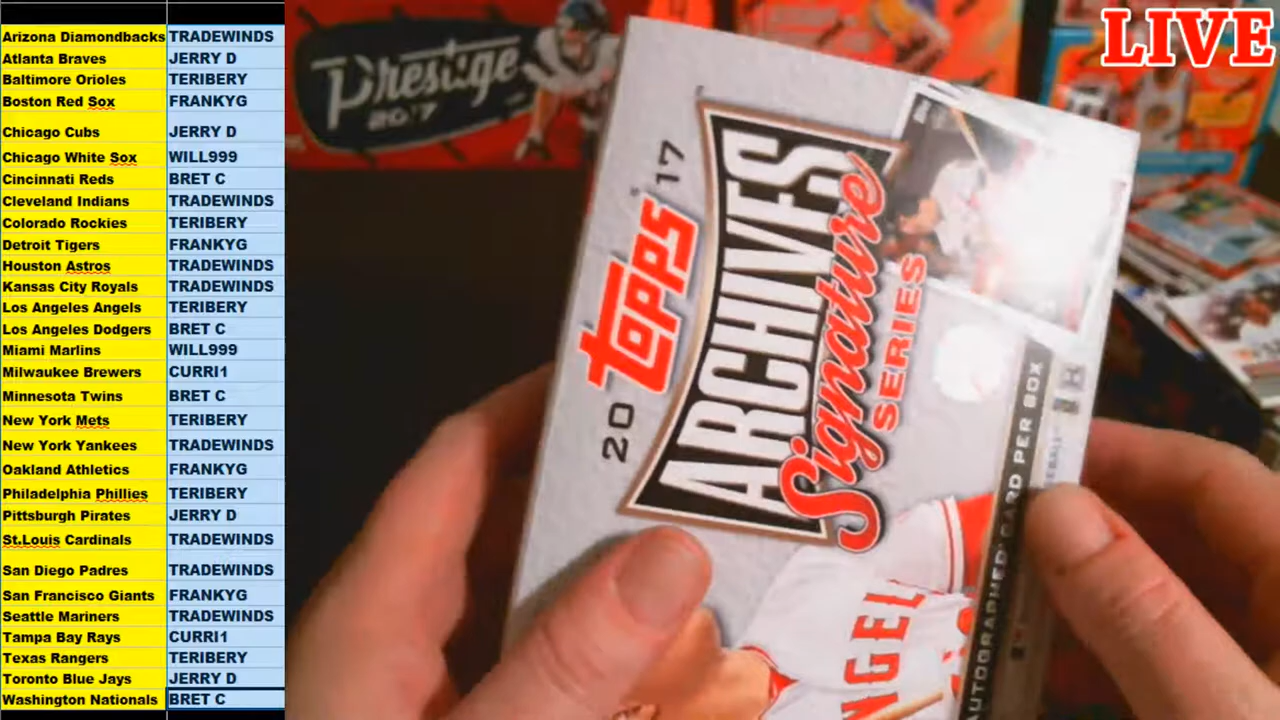 Arizona Diamondbacks TRADEWINDS
Atlanta Braves JERRY D
Baltimore Orioles TERIBERY
Boston Red Sox FRANKYG
Chicago Cubs JERRY D
Chicago White Sox WILL999
Cincinnati Reds BRET C
Cleveland Indians TRADEWINDS
Colorado Rockies TERIBERY
Detroit Tigers FRANKYG
Houston Astros TRADEWINDS
Kansas City Royals TRADEWINDS
Los Angeles Angels TERIBERY
Los Angeles Dodgers BRET C
Miami Marlins WILL999
Milwaukee Brewers CURRI1
Minnesota Twins BRET C
New York Mets TERIBERY
New York Yankees TRADEWINDS
Oakland Athletics FRANKYG
Philadelphia Phillies TERIBERY
Pittsburgh Pirates JERRY D
St.Louis Cardinals TRADEWINDS
San Diego Padres TRADEWINDS
San Francisco Giants FRANKYG
Seattle Mariners TRADEWINDS
Tampa Bay Rays CURRI1
Texas Rangers TERIBERY
Toronto Blue Jays JERRY D
Washington Nationals BRET C
LIVE
Prestige
2017
20 Topps 17
ARCHIVES
Signature
SERIES
AUTOGRAPHED CARD PER BOX
NGEL